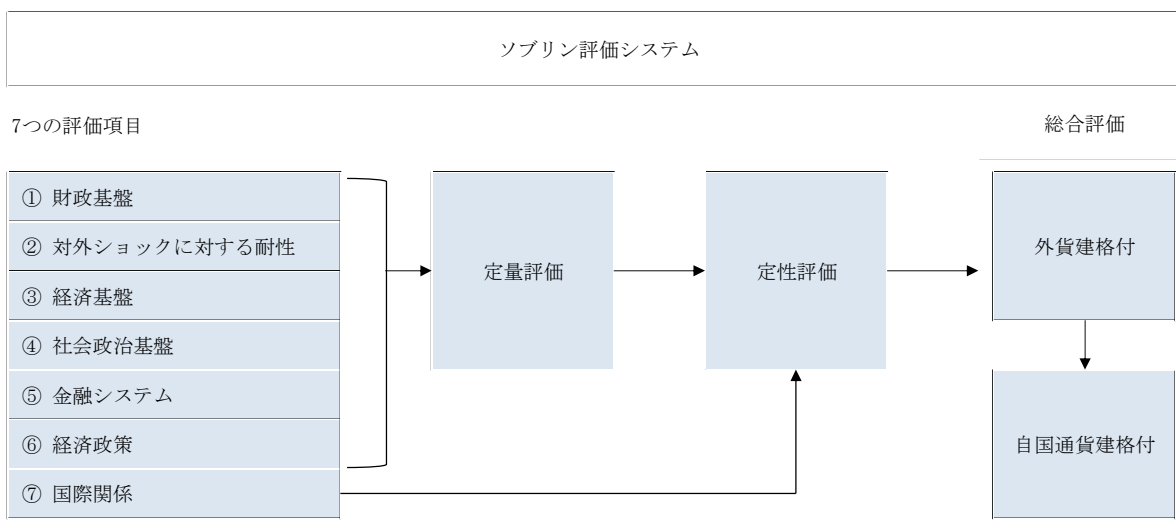 ソブリン評価システム
7つの評価項目
総合評価
① 財政基盤
② 対外ショックに対する耐性
③ 経済基盤
④ 社会政治基盤
⑤ 金融システム
⑥ 経済政策
⑦ 国際関係
定量評価
定性評価
外貨建格付
自国通貨建格付